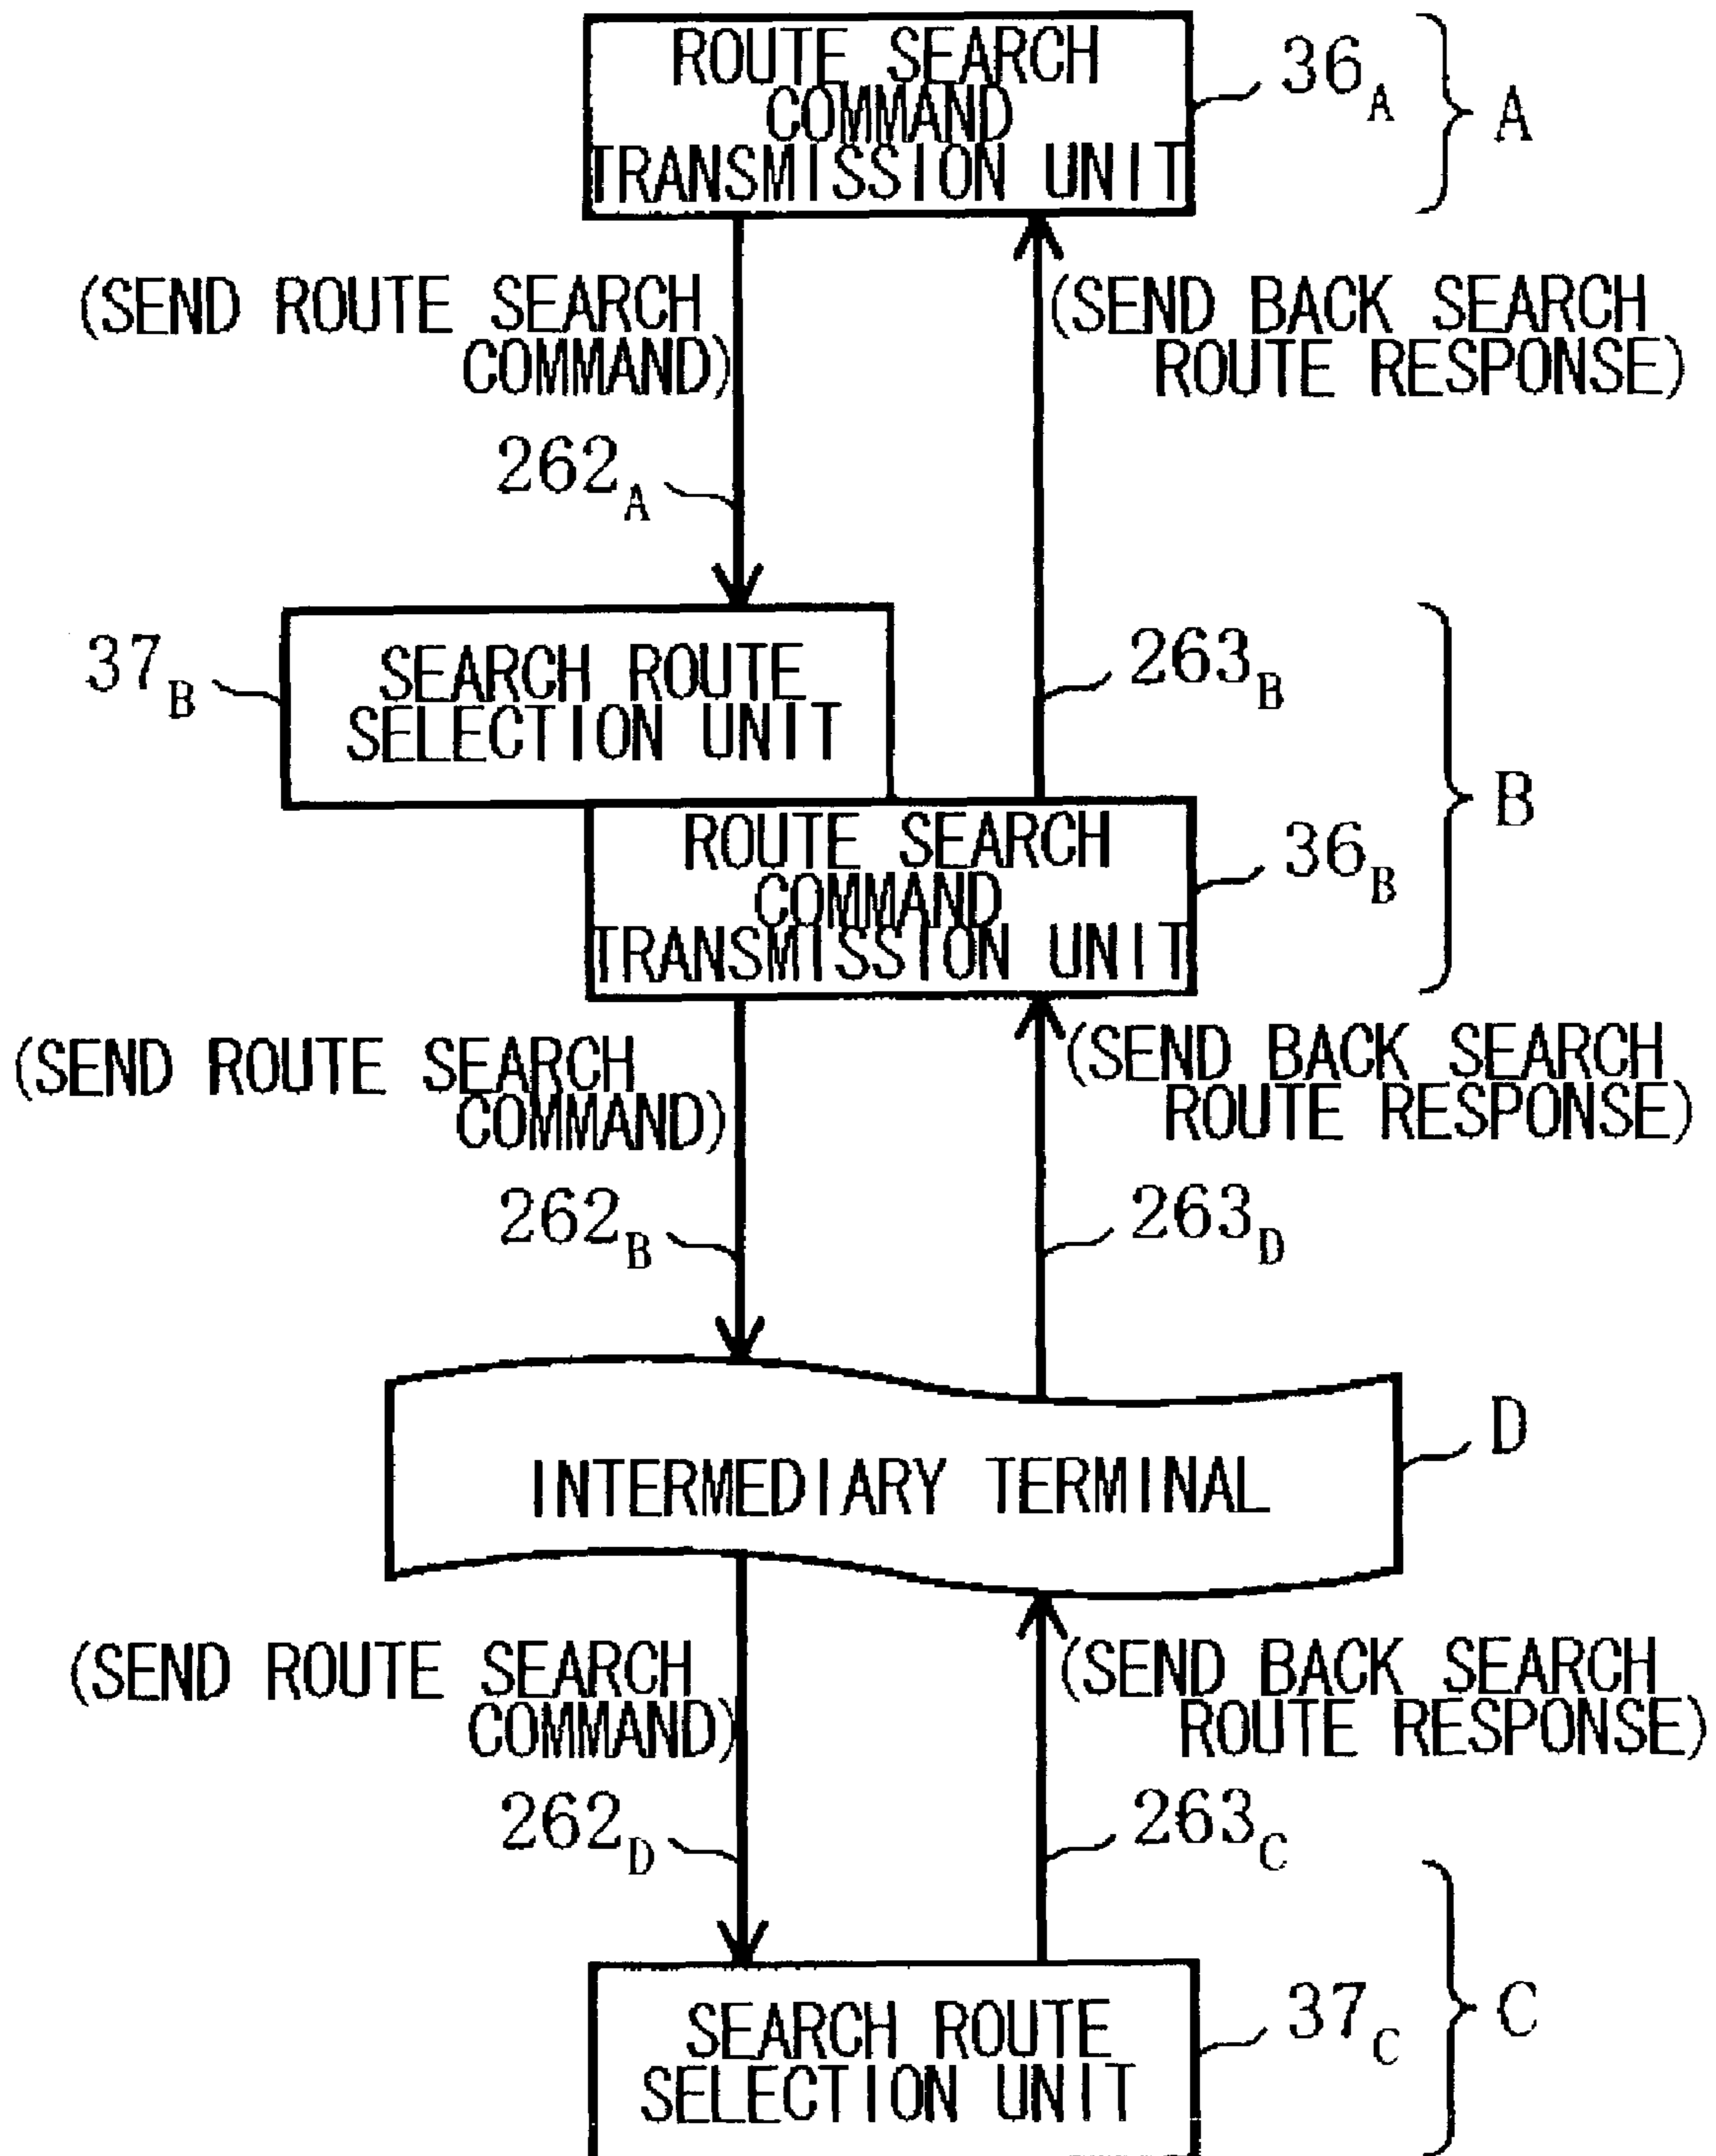 ROUTE SEARCH
COMMAND
TRANSMISSION UNIT
36A
A
(SEND ROUTE SEARCH
COMMAND)
(SEND BACK SEARCH
ROUTE RESPONSE)
262A
37B
SEARCH ROUTE
SELECTION UNIT
263B
B
ROUTE SEARCH
COMMAND
TRANSMISSION UNIT
36B
(SEND ROUTE SEARCH
COMMAND)
(SEND BACK SEARCH
ROUTE RESPONSE)
262B
263D
INTERMEDIARY TERMINAL
D
(SEND ROUTE SEARCH
COMMAND)
(SEND BACK SEARCH
ROUTE RESPONSE)
262D
263C
SEARCH ROUTE
SELECTION UNIT
37C
C